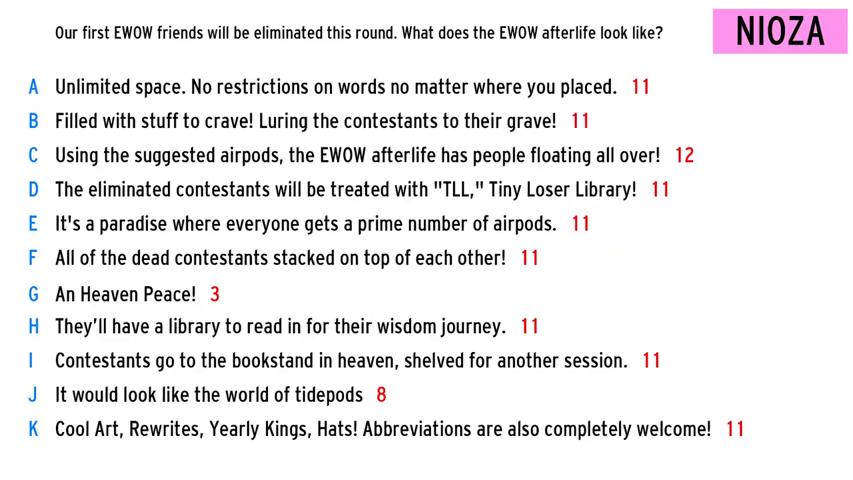 Our first EWOW friends will be eliminated this round. What does the EWOW afterlife look like?
NIOZA
A Unlimited space. No restrictions on words no matter where you placed. 11
B Filled with stuff to crave! Luring the contestants to their grave! 11
C Using the suggested airpods, the EWOW afterlife has people floating all over! 12
D The eliminated contestants will be treated with "TLL," Tiny Loser Library! 11
E It's a paradise where everyone gets a prime number of airpods. 11
F All of the dead contestants stacked on top of each other! 11
G An Heaven Peace! 3
H They’ll have a library to read in for their wisdom journey. 11
I Contestants go to the bookstand in heaven, shelved for another session. 11
J It would look like the world of tidepods 8
K Cool Art, Rewrites, Yearly Kings, Hats! Abbreviations are also completely welcome! 11